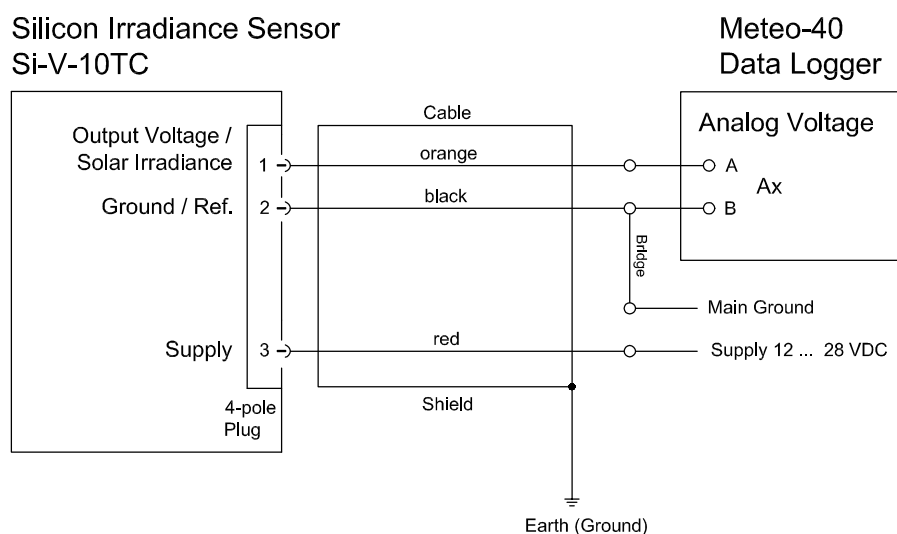 Silicon Irradiance Sensor
Si-V-10TC
Meteo-40
Data Logger
Output Voltage /
Solar Irradiance
1
Ground / Ref.
2
Supply
3
4-pole
Plug
Cable
orange
black
red
Shield
Bridge
Analog Voltage
A
Ax
B
Main Ground
Supply 12 ... 28 VDC
Earth (Ground)